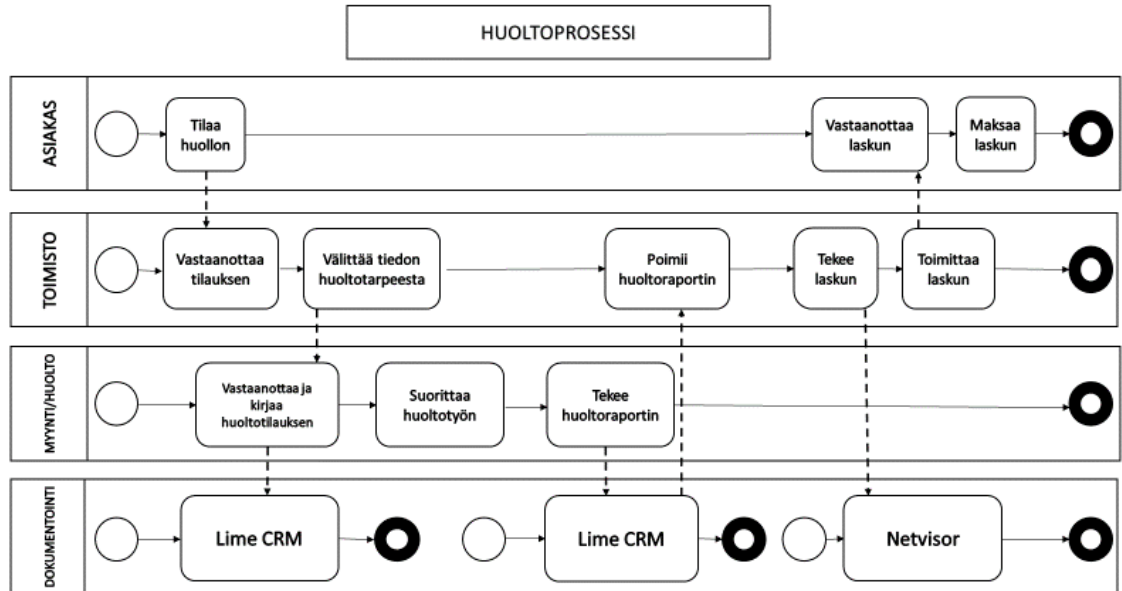 HUOLTOPROSESSI
ASIAKAS
Tilaa
huollon
Vastaanottaa
laskun
Maksaa
laskun
TOIMISTO
Vastaanottaa
tilauksen
Välittää tiedon
huoltotarpeesta
Poimii
huoltoraportin
Tekee
laskun
Toimittaa
laskun
MYYNTI/HUOLTO
Vastaanottaa ja
kirjaa
huoltotilauksen
Suorittaa
huoltotyön
Tekee
huoltoraportin
DOKUMENTOINTI
Lime CRM
Lime CRM
Netvisor